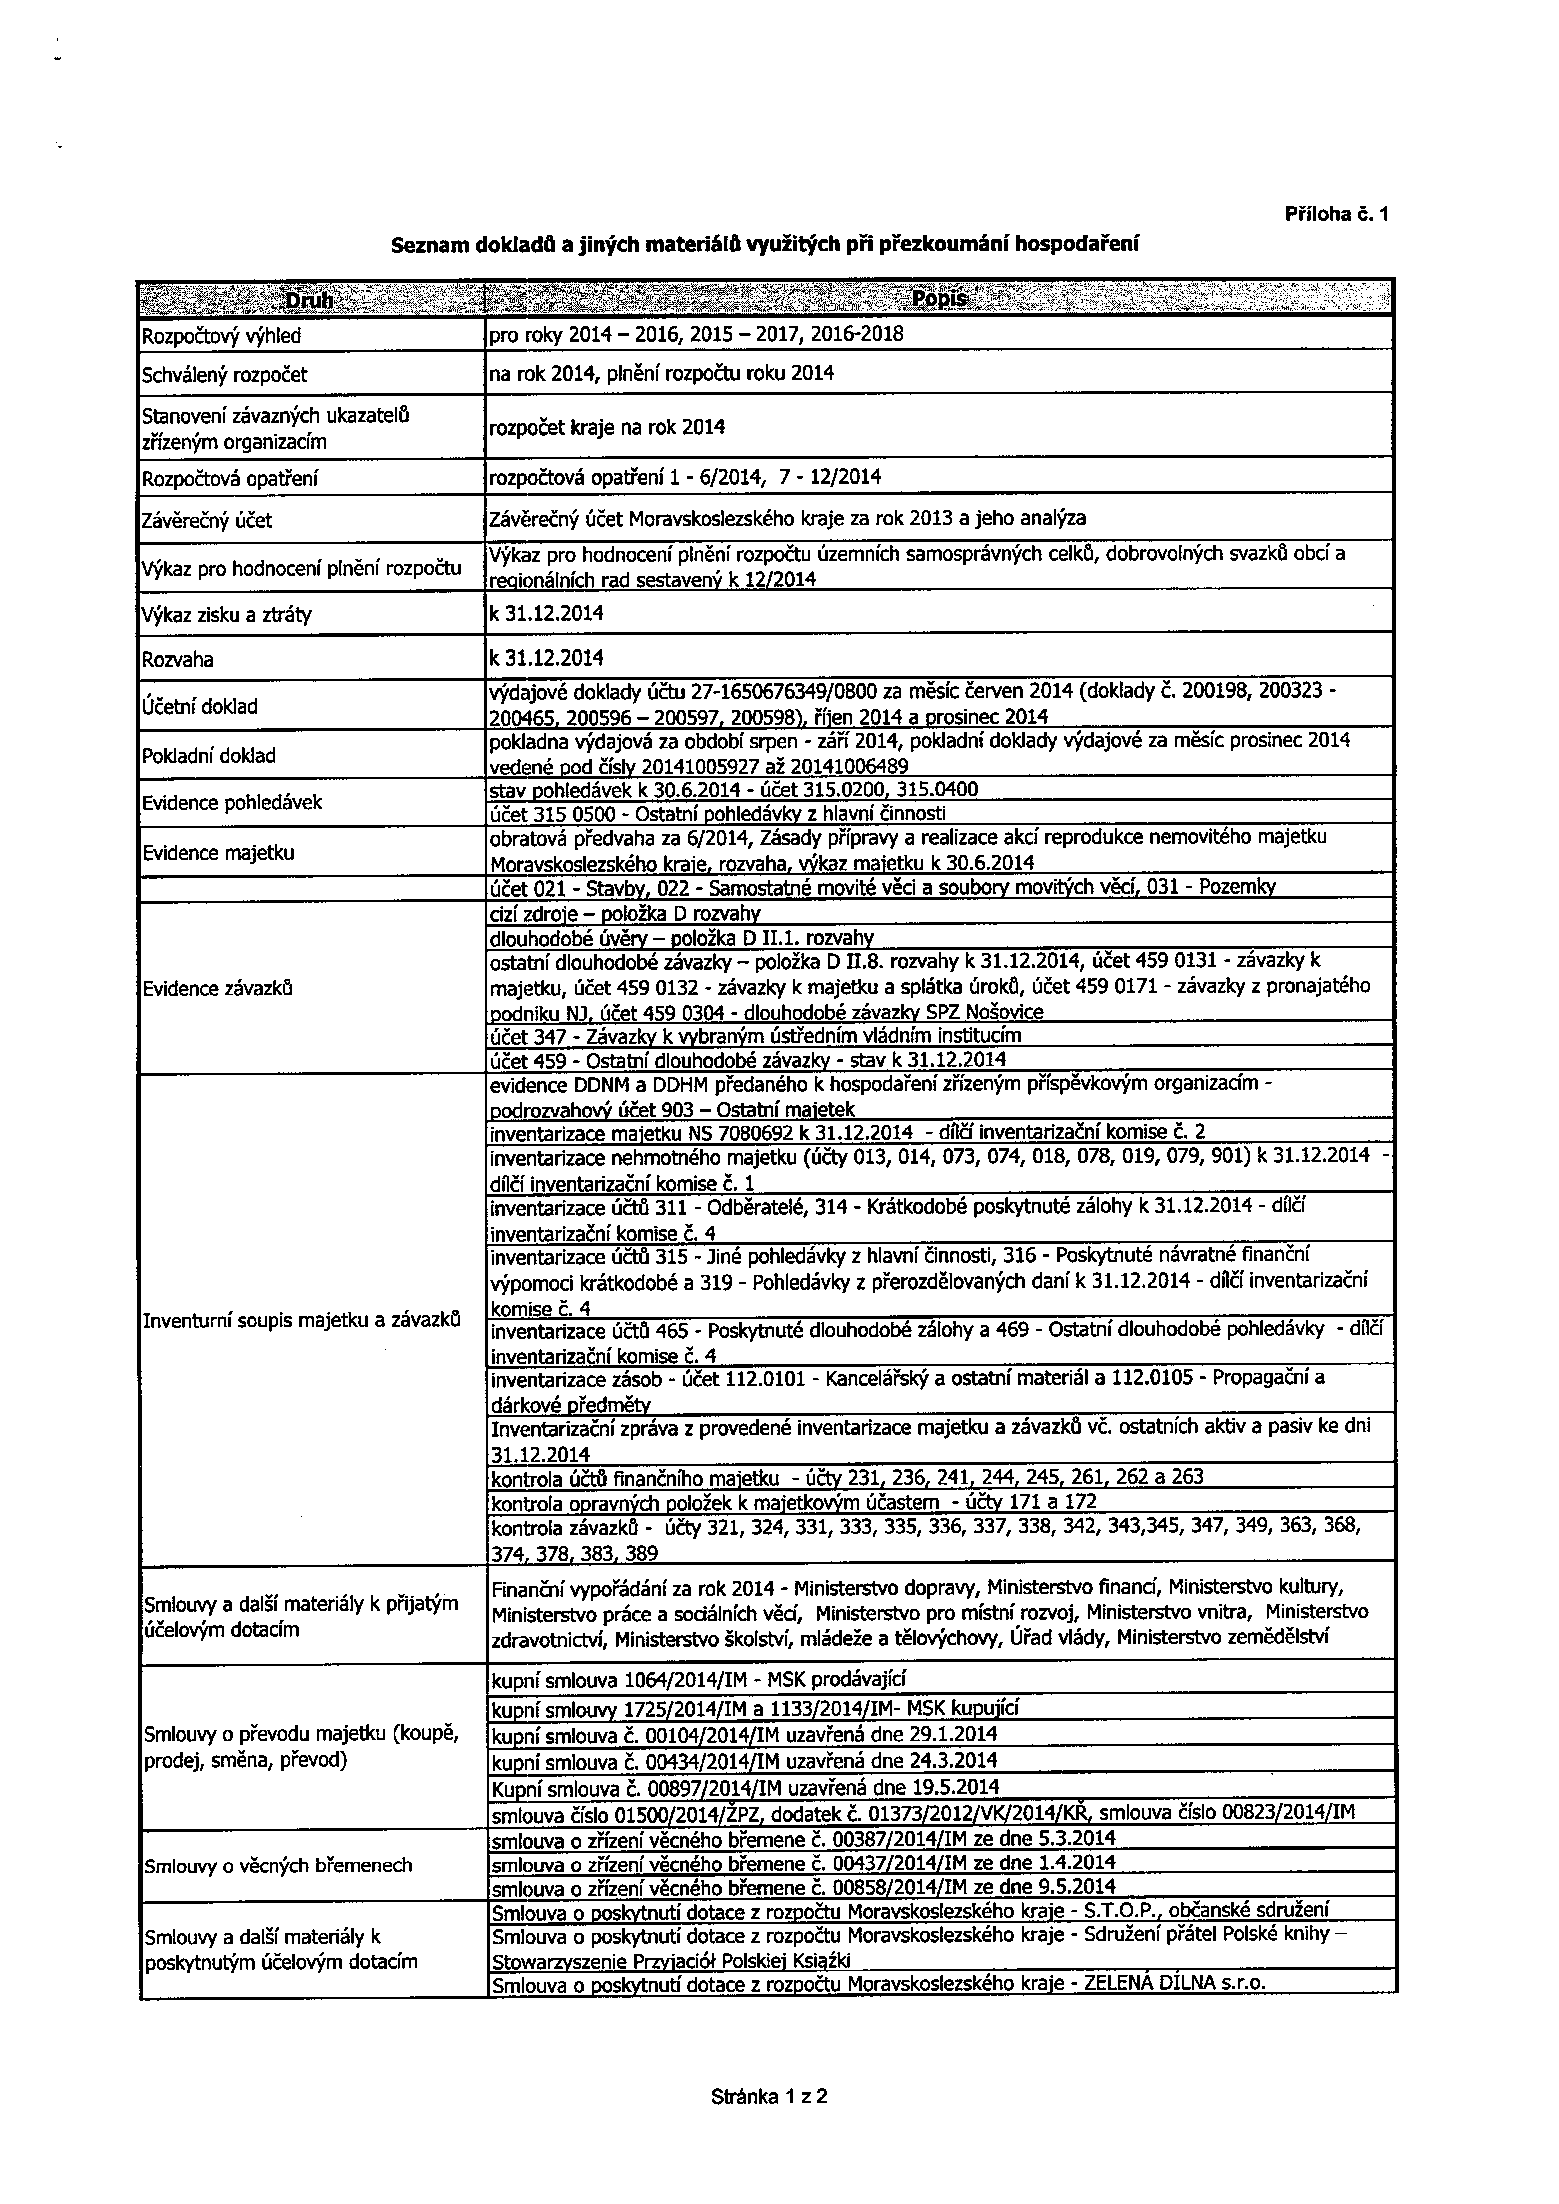 Příloha č. 1
Seznam dokladů a jiných materiálů využitých při přezkoumání hospodaření
Druh Popis
Rozpočtový výhled pro roky 2014 – 2016, 2015 – 2017, 2016-2018
Schválený rozpočet na rok 2014, plnění rozpočtu roku 2014
Stanovení závazných ukazatelů
zřízeným organizacím
rozpočet kraje na rok 2014
Rozpočtová opatření rozpočtová opatření 1 - 6/2014, 7 - 12/2014
Závěrečný účet Závěrečný účet Moravskoslezského kraje za rok 2013 a jeho analýza
Výkaz pro hodnocení plnění rozpočtu
Výkaz pro hodnocení plnění rozpočtu územních samosprávných celků, dobrovolných svazků obcí a
regionálních rad sestavený k 12/2014
Výkaz zisku a ztráty k 31.12.2014
Rozvaha k 31.12.2014
Účetní doklad
výdajové doklady účtu 27-1650676349/0800 za měsíc červen 2014 (doklady č. 200198, 200323 -
200465, 200596 – 200597, 200598), říjen 2014 a prosinec 2014
Pokladní doklad
pokladna výdajová za období srpen - září 2014, pokladní doklady výdajové za měsíc prosinec 2014
vedené pod čísly 20141005927 až 20141006489
Evidence pohledávek
stav pohledávek k 30.6.2014 - účet 315.0200, 315.0400
účet 315 0500 - Ostatní pohledávky z hlavní činnosti
Evidence majetku
obratová předvaha za 6/2014, Zásady přípravy a realizace akcí reprodukce nemovitého majetku
Moravskoslezského kraje, rozvaha, výkaz majetku k 30.6.2014
účet 021 - Stavby, 022 - Samostatné movité věci a soubory movitých věcí, 031 - Pozemky
Evidence závazků
cizí zdroje – položka D rozvahy
dlouhodobé úvěry – položka D II.1. rozvahy
ostatní dlouhodobé závazky – položka D II.8. rozvahy k 31.12.2014, účet 459 0131 - závazky k
majetku, účet 459 0132 - závazky k majetku a splátka úroků, účet 459 0171 - závazky z pronajatého
podniku NJ, účet 459 0304 - dlouhodobé závazky SPZ Nošovice
účet 347 - Závazky k vybraným ústředním vládním institucím
účet 459 - Ostatní dlouhodobé závazky - stav k 31.12.2014
Inventurní soupis majetku a závazků
evidence DDNM a DDHM předaného k hospodaření zřízeným příspěvkovým organizacím -
podrozvahový účet 903 – Ostatní majetek
inventarizace majetku NS 7080692 k 31.12.2014 - dílčí inventarizační komise č. 2
inventarizace nehmotného majetku (účty 013, 014, 073, 074, 018, 078, 019, 079, 901) k 31.12.2014 -
dílčí inventarizační komise č. 1
inventarizace účtů 311 - Odběratelé, 314 - Krátkodobé poskytnuté zálohy k 31.12.2014 - dílčí
inventarizační komise č. 4
inventarizace účtů 315 - Jiné pohledávky z hlavní činnosti, 316 - Poskytnuté návratné finanční
výpomoci krátkodobé a 319 - Pohledávky z přerozdělovaných daní k 31.12.2014 - dílčí inventarizační
komise č. 4
inventarizace účtů 465 - Poskytnuté dlouhodobé zálohy a 469 - Ostatní dlouhodobé pohledávky - dílčí
inventarizační komise č. 4
inventarizace zásob - účet 112.0101 - Kancelářský a ostatní materiál a 112.0105 - Propagační a
dárkové předměty
Inventarizační zpráva z provedené inventarizace majetku a závazků vč. ostatních aktiv a pasiv ke dni
31.12.2014
kontrola účtů finančního majetku - účty 231, 236, 241, 244, 245, 261, 262 a 263
kontrola opravných položek k majetkovým účastem - účty 171 a 172
kontrola závazků - účty 321, 324, 331, 333, 335, 336, 337, 338, 342, 343,345, 347, 349, 363, 368,
374, 378, 383, 389
Smlouvy a další materiály k přijatým
účelovým dotacím
Finanční vypořádání za rok 2014 - Ministerstvo dopravy, Ministerstvo financí, Ministerstvo kultury,
Ministerstvo práce a sociálních věcí, Ministerstvo pro místní rozvoj, Ministerstvo vnitra, Ministerstvo
zdravotnictví, Ministerstvo školství, mládeže a tělovýchovy, Úřad vlády, Ministerstvo zemědělství
Smlouvy o převodu majetku (koupě,
prodej, směna, převod)
kupní smlouva 1064/2014/IM - MSK prodávající
kupní smlouvy 1725/2014/IM a 1133/2014/IM- MSK kupující
kupní smlouva č. 00104/2014/IM uzavřená dne 29.1.2014
kupní smlouva č. 00434/2014/IM uzavřená dne 24.3.2014
Kupní smlouva č. 00897/2014/IM uzavřená dne 19.5.2014
smlouva číslo 01500/2014/ŽPZ, dodatek č. 01373/2012/VK/2014/KŘ, smlouva číslo 00823/2014/IM
Smlouvy o věcných břemenech
smlouva o zřízení věcného břemene č. 00387/2014/IM ze dne 5.3.2014
smlouva o zřízení věcného břemene č. 00437/2014/IM ze dne 1.4.2014
smlouva o zřízení věcného břemene č. 00858/2014/IM ze dne 9.5.2014
Smlouvy a další materiály k
poskytnutým účelovým dotacím
Smlouva o poskytnutí dotace z rozpočtu Moravskoslezského kraje - S.T.O.P., občanské sdružení
Smlouva o poskytnutí dotace z rozpočtu Moravskoslezského kraje - Sdružení přátel Polské knihy –
Stowarzyszenie Przyjaciół Polskiej Książki
Smlouva o poskytnutí dotace z rozpočtu Moravskoslezského kraje - ZELENÁ DÍLNA s.r.o.
Stránka 1 z 2